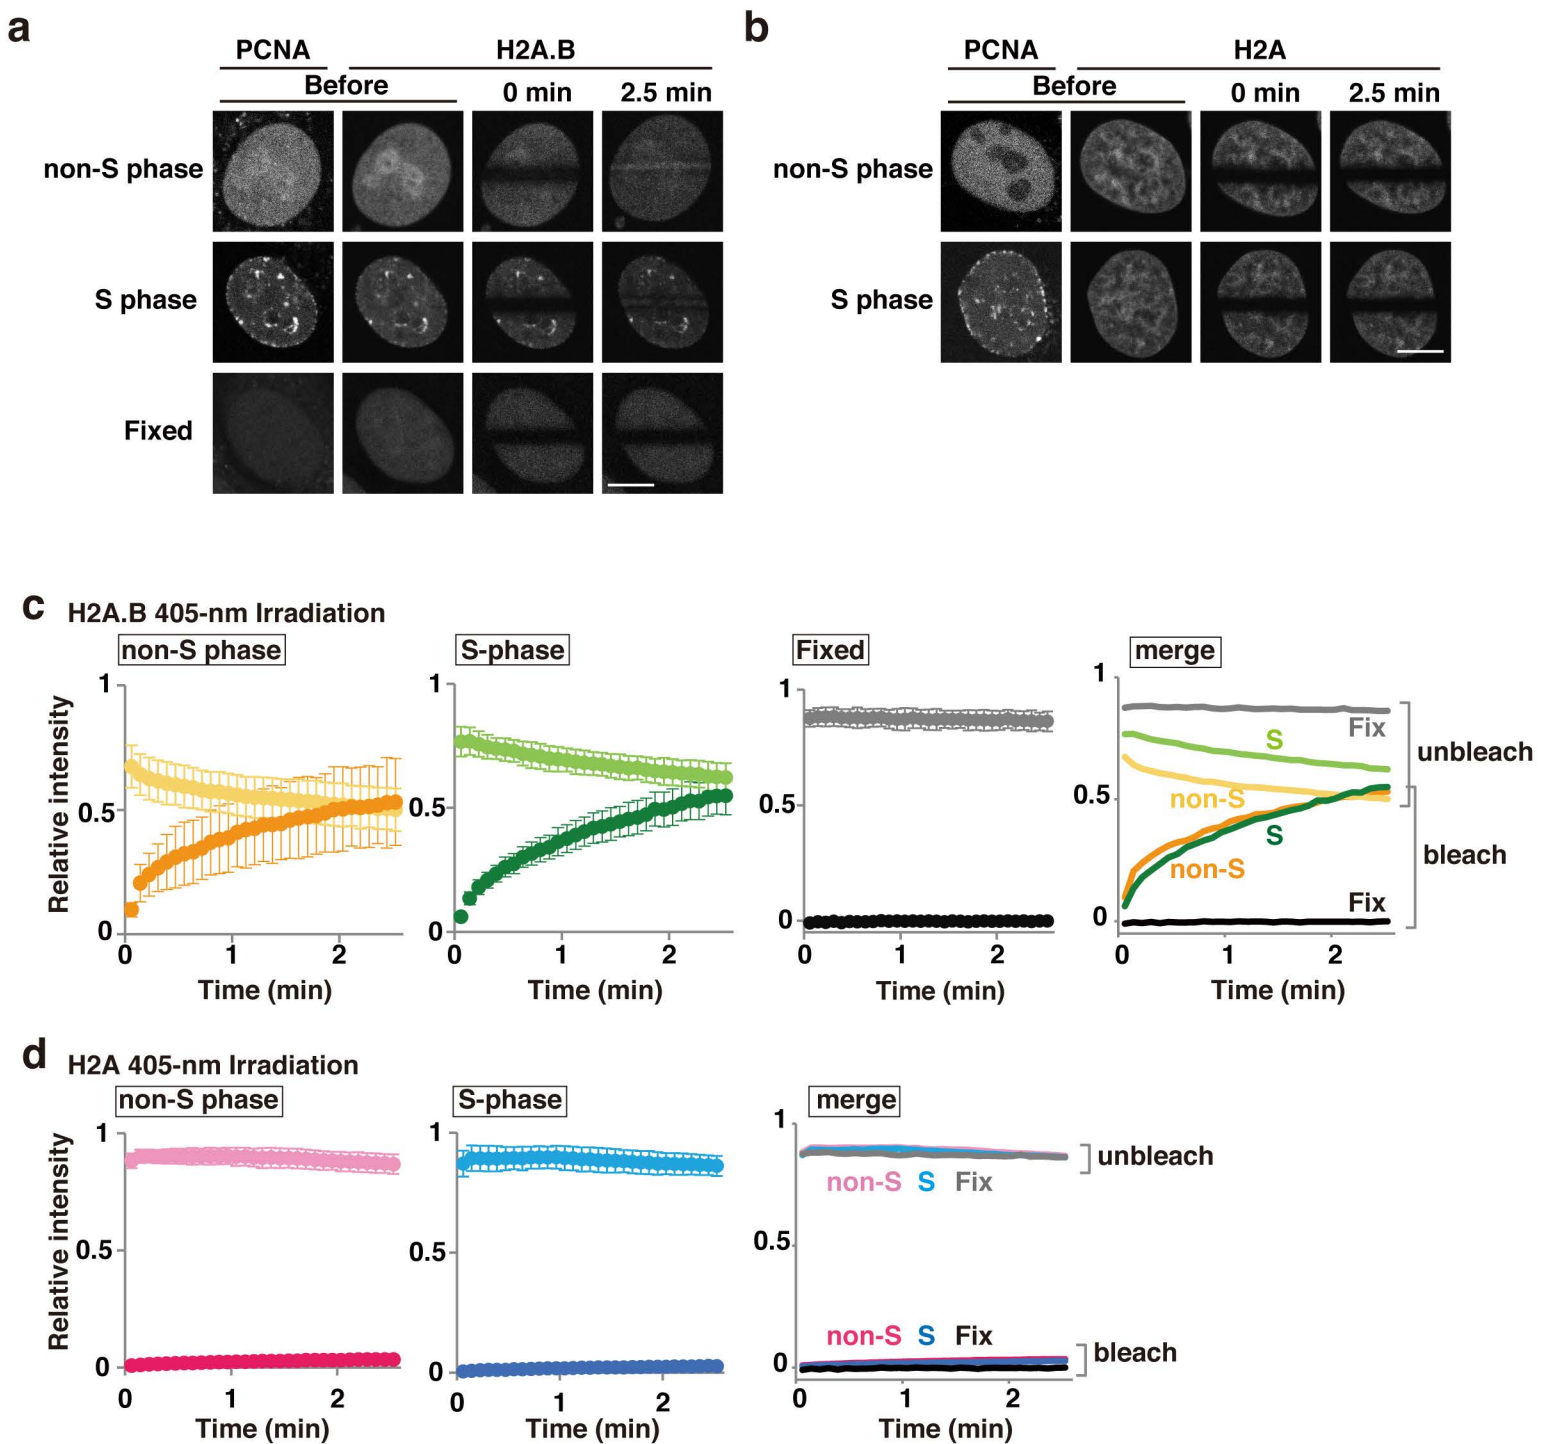 a
PCNA H2A.B
Before 0 min 2.5 min
non-S phase
S phase
Fixed
b
PCNA H2A
Before 0 min 2.5 min
non-S phase
S phase
c H2A.B 405-nm Irradiation
non-S phase
Relative intensity
1
0.5
0
0 1 2
Time (min)
S-phase
1
0.5
0
0 1 2
Time (min)
Fixed
1
0.5
0
0 1 2
Time (min)
merge
1
0.5
0
0 1 2
Time (min)
Fix
S
non-S
unbleach
S
non-S
Fix
bleach
d H2A 405-nm Irradiation
non-S phase
Relative intensity
1
0.5
0
0 1 2
Time (min)
S-phase
1
0.5
0
0 1 2
Time (min)
merge
1
0.5
0
0 1 2
Time (min)
non-S S Fix
unbleach
non-S S Fix
bleach